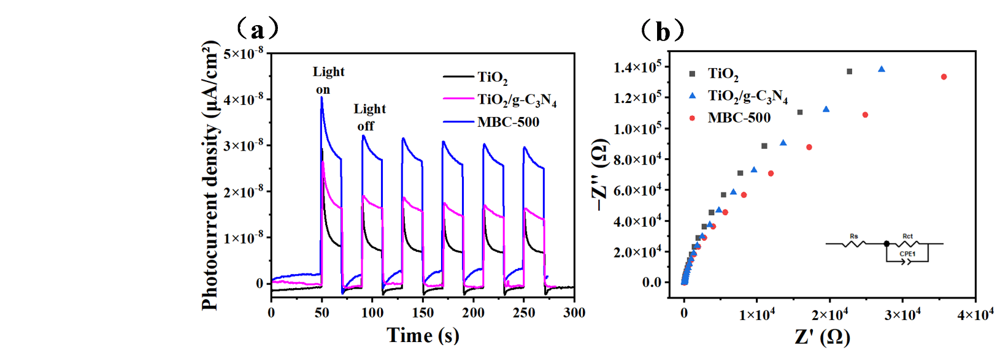 (a)
Photocurrent density (μA/cm²)
5×10⁻⁸
4×10⁻⁸
3×10⁻⁸
2×10⁻⁸
1×10⁻⁸
0
Light
on
Light
off
TiO₂
TiO₂/g-C₃N₄
MBC-500
0
50
100
150
200
250
300
Time (s)
(b)
−Z'' (Ω)
1.4×10⁵
1.2×10⁵
1.0×10⁵
8.0×10⁴
6.0×10⁴
4.0×10⁴
2.0×10⁴
0.0
TiO₂
TiO₂/g-C₃N₄
MBC-500
Rs
Rct
CPE1
0
1×10⁴
2×10⁴
3×10⁴
4×10⁴
Z' (Ω)